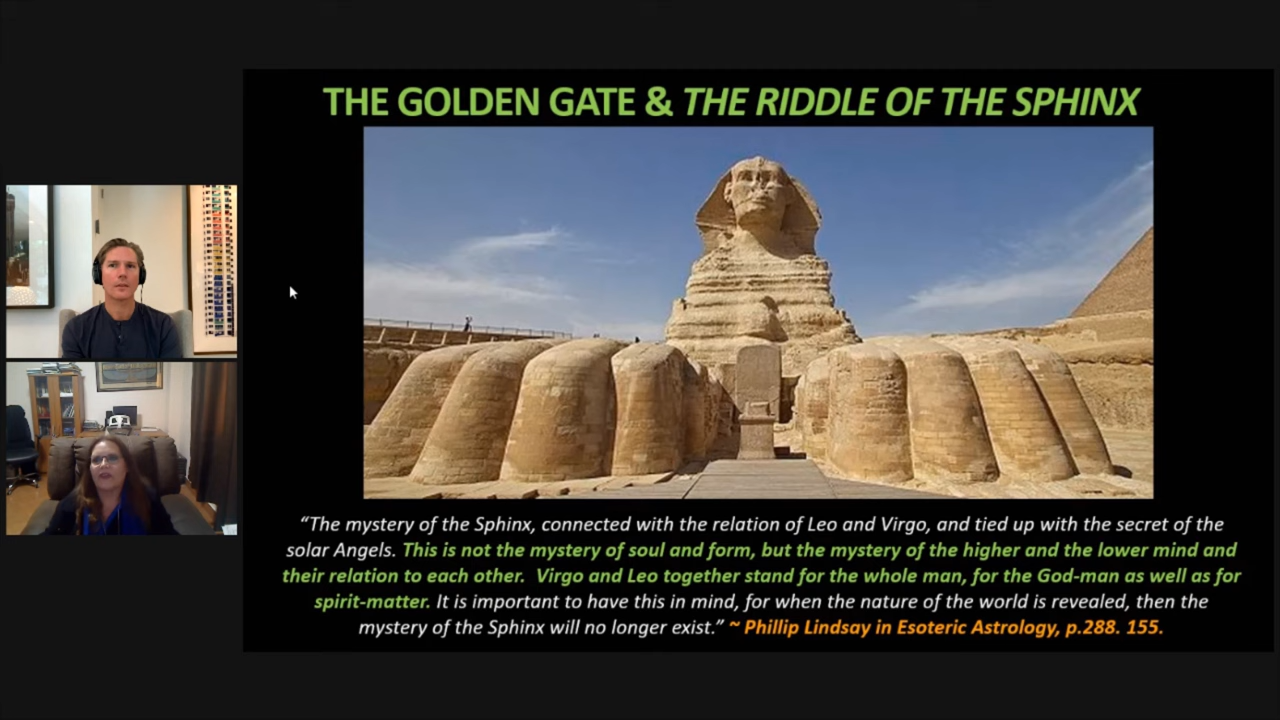 THE GOLDEN GATE & THE RIDDLE OF THE SPHINX
“The mystery of the Sphinx, connected with the relation of Leo and Virgo, and tied up with the secret of the
solar Angels. This is not the mystery of soul and form, but the mystery of the higher and the lower mind and
their relation to each other.  Virgo and Leo together stand for the whole man, for the God-man as well as for
spirit-matter. It is important to have this in mind, for when the nature of the world is revealed, then the
mystery of the Sphinx will no longer exist.” ~ Phillip Lindsay in Esoteric Astrology, p.288. 155.